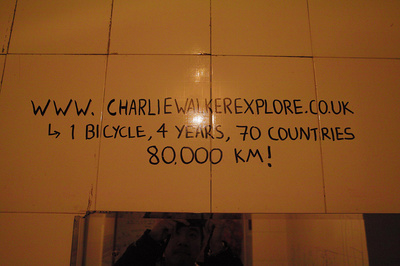 WWW. CHARLIEWALKEREXPLORE.CO.UK
↳ 1 BICYCLE, 4 YEARS, 70 COUNTRIES
80.000 KM!